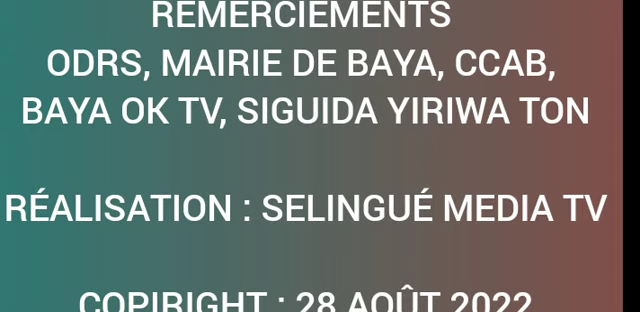 REMERCIEMENTS
ODRS, MAIRIE DE BAYA, CCAB,
BAYA OK TV, SIGUIDA YIRIWA TON
RÉALISATION : SELINGUÉ MEDIA TV
COPIRIGHT : 28 AOÛT 2022